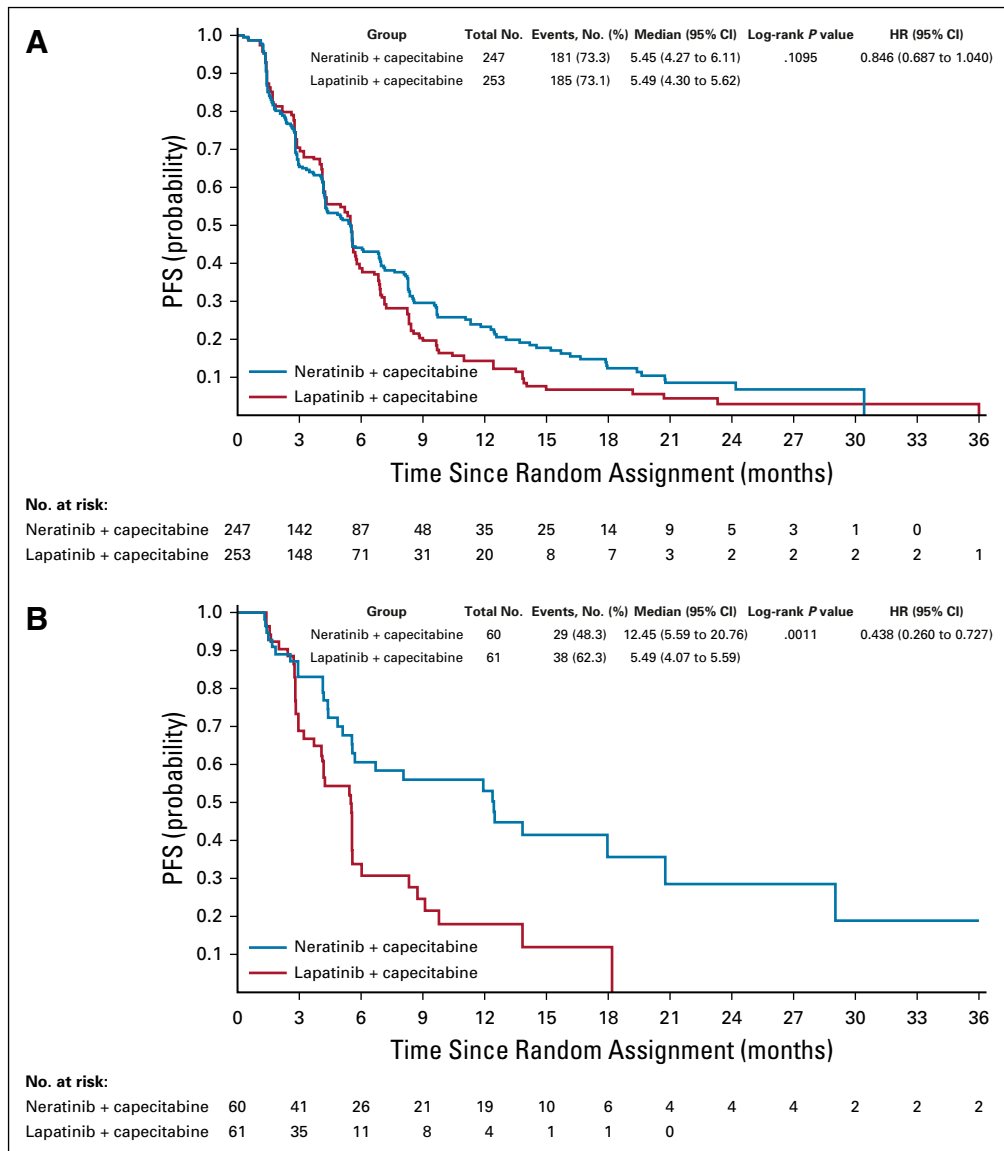 A
Group Total No. Events, No. (%) Median (95% CI) Log-rank P value HR (95% CI)
Neratinib + capecitabine 247 181 (73.3) 5.45 (4.27 to 6.11) .1095 0.846 (0.687 to 1.040)
Lapatinib + capecitabine 253 185 (73.1) 5.49 (4.30 to 5.62)
PFS (probability)
1.0
0.9
0.8
0.7
0.6
0.5
0.4
0.3
0.2
0.1
Neratinib + capecitabine
Lapatinib + capecitabine
0 3 6 9 12 15 18 21 24 27 30 33 36
Time Since Random Assignment (months)
No. at risk:
Neratinib + capecitabine 247 142 87 48 35 25 14 9 5 3 1 0
Lapatinib + capecitabine 253 148 71 31 20 8 7 3 2 2 2 2 1
B
Group Total No. Events, No. (%) Median (95% CI) Log-rank P value HR (95% CI)
Neratinib + capecitabine 60 29 (48.3) 12.45 (5.59 to 20.76) .0011 0.438 (0.260 to 0.727)
Lapatinib + capecitabine 61 38 (62.3) 5.49 (4.07 to 5.59)
PFS (probability)
1.0
0.9
0.8
0.7
0.6
0.5
0.4
0.3
0.2
0.1
Neratinib + capecitabine
Lapatinib + capecitabine
0 3 6 9 12 15 18 21 24 27 30 33 36
Time Since Random Assignment (months)
No. at risk:
Neratinib + capecitabine 60 41 26 21 19 10 6 4 4 4 2 2 2
Lapatinib + capecitabine 61 35 11 8 4 1 1 0